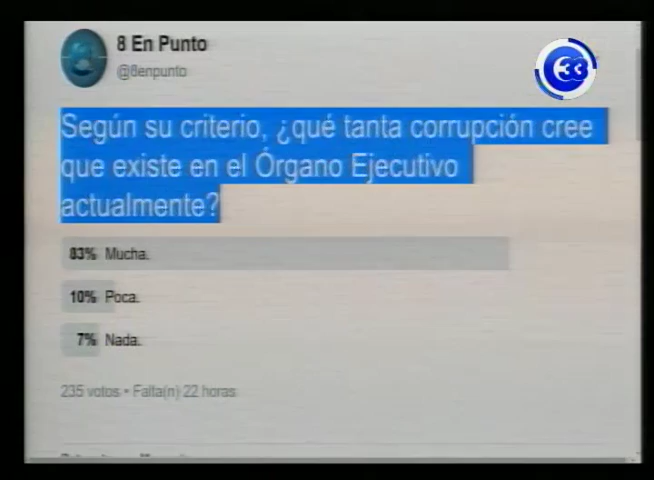 8 En Punto
@8enpunto
33
Según su criterio, ¿qué tanta corrupción cree
que existe en el Órgano Ejecutivo
actualmente?
83% Mucha.
10% Poca.
7% Nada.
235 votos • Falta(n) 22 horas